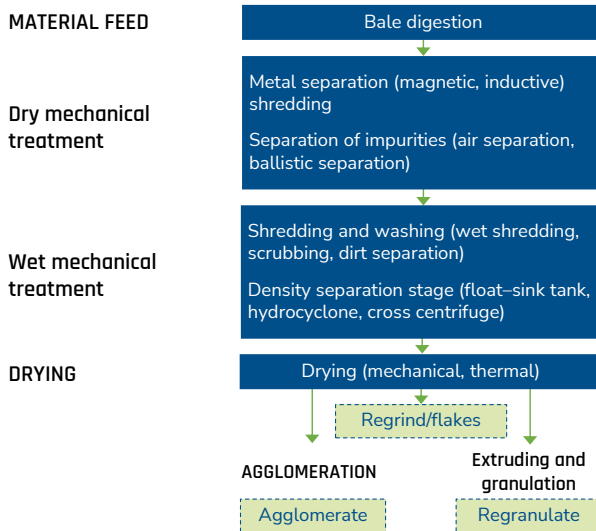 MATERIAL FEED
Bale digestion
Dry mechanical
treatment
Metal separation (magnetic, inductive)
shredding
Separation of impurities (air separation,
ballistic separation)
Wet mechanical
treatment
Shredding and washing (wet shredding,
scrubbing, dirt separation)
Density separation stage (float–sink tank,
hydrocyclone, cross centrifuge)
DRYING
Drying (mechanical, thermal)
Regrind/flakes
AGGLOMERATION
Agglomerate
Extruding and
granulation
Regranulate